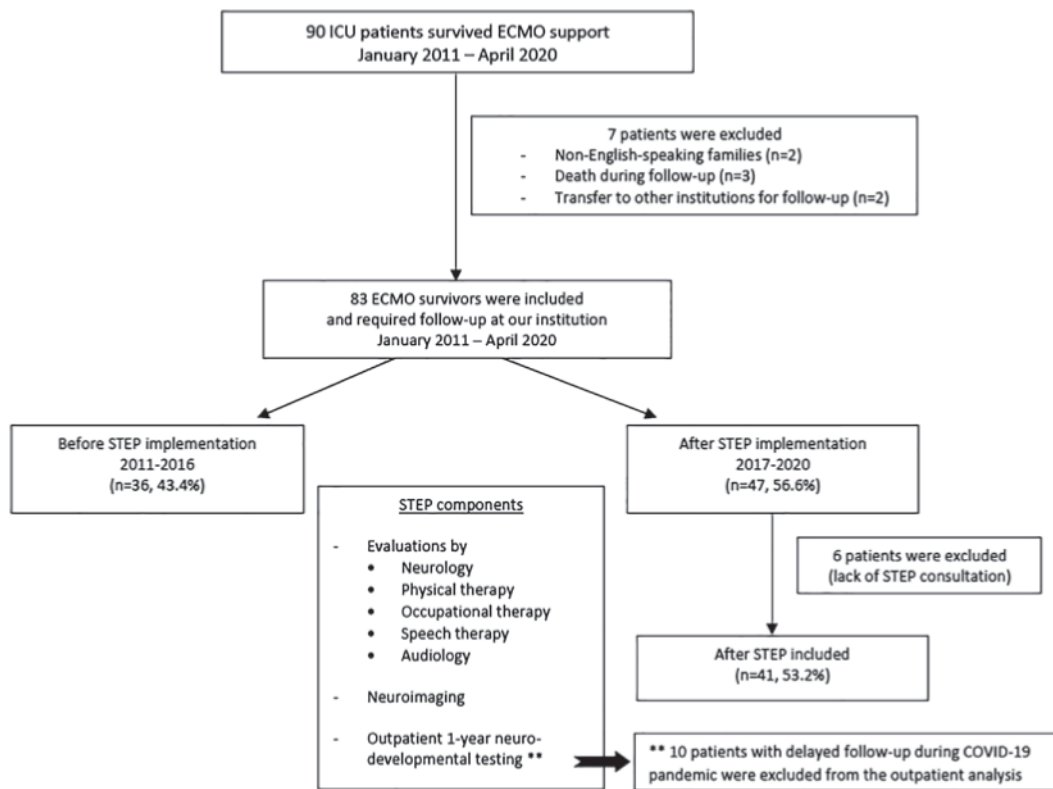 90 ICU patients survived ECMO support
January 2011 – April 2020
7 patients were excluded
- Non-English-speaking families (n=2)
- Death during follow-up (n=3)
- Transfer to other institutions for follow-up (n=2)
83 ECMO survivors were included
and required follow-up at our institution
January 2011 – April 2020
Before STEP implementation
2011-2016
(n=36, 43.4%)
After STEP implementation
2017-2020
(n=47, 56.6%)
STEP components
- Evaluations by
• Neurology
• Physical therapy
• Occupational therapy
• Speech therapy
• Audiology
- Neuroimaging
- Outpatient 1-year neuro-
developmental testing **
6 patients were excluded
(lack of STEP consultation)
After STEP included
(n=41, 53.2%)
** 10 patients with delayed follow-up during COVID-19
pandemic were excluded from the outpatient analysis